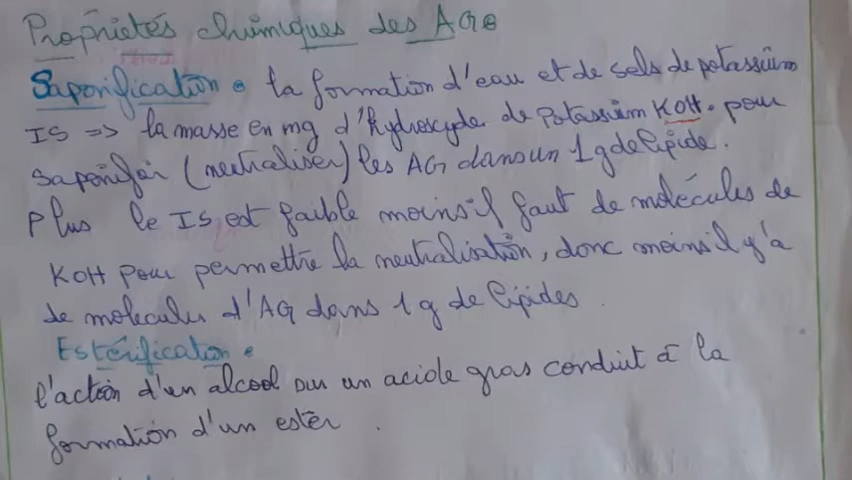 Propriétés chimiques des AG :
Saponification : la formation d'eau et de sels de potassium
IS => la masse en mg d'hydroxyde de potassium KOH. pour
saponifier (neutraliser) les AG dans un 1 g de lipide.
Plus le IS est faible moins il faut de molécules de
KOH pour permettre la neutralisation, donc moins il y'a
de molécules d'AG dans 1 g de lipides.
Estérification :
l'action d'un alcool sur un acide gras conduit à la
formation d'un ester.